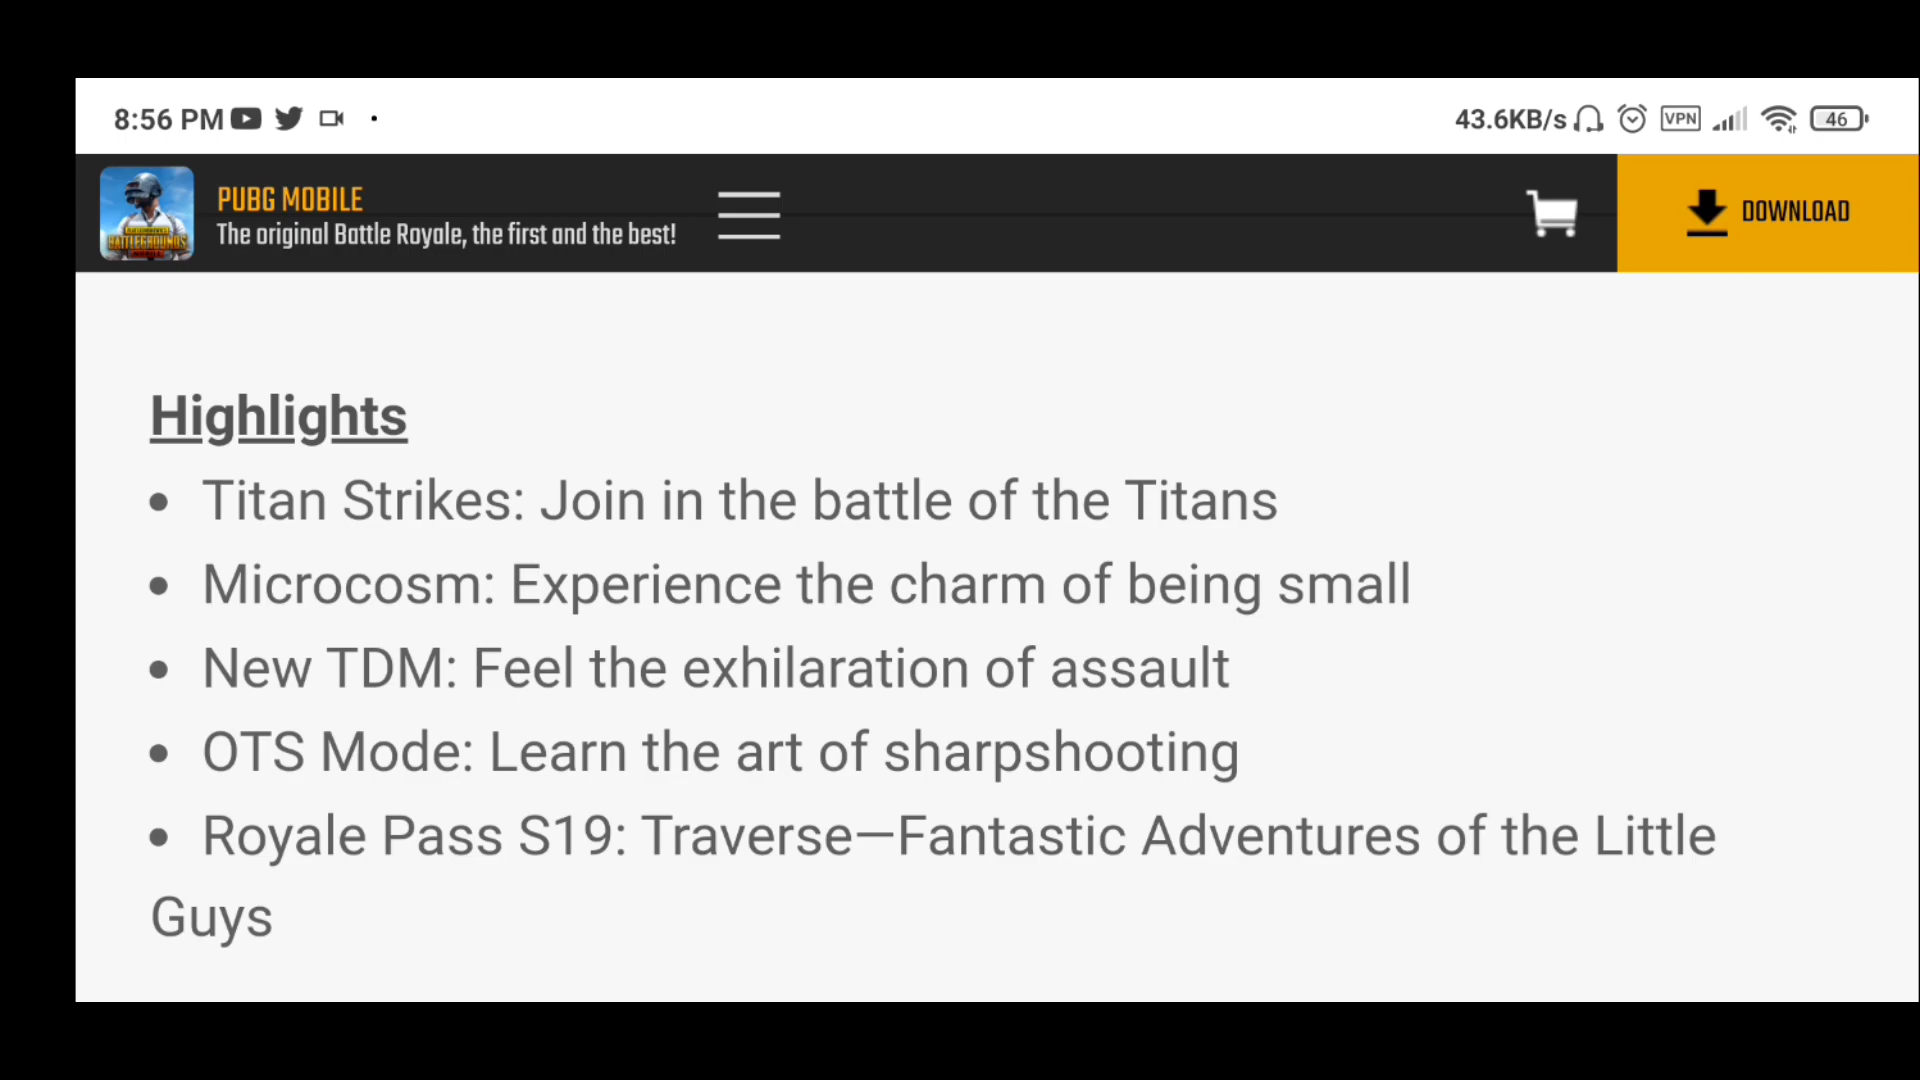 8:56 PM
43.6KB/s VPN 46
PUBG MOBILE
The original Battle Royale, the first and the best!
DOWNLOAD
BATTLEGROUNDS
Highlights
• Titan Strikes: Join in the battle of the Titans
• Microcosm: Experience the charm of being small
• New TDM: Feel the exhilaration of assault
• OTS Mode: Learn the art of sharpshooting
• Royale Pass S19: Traverse—Fantastic Adventures of the Little
Guys